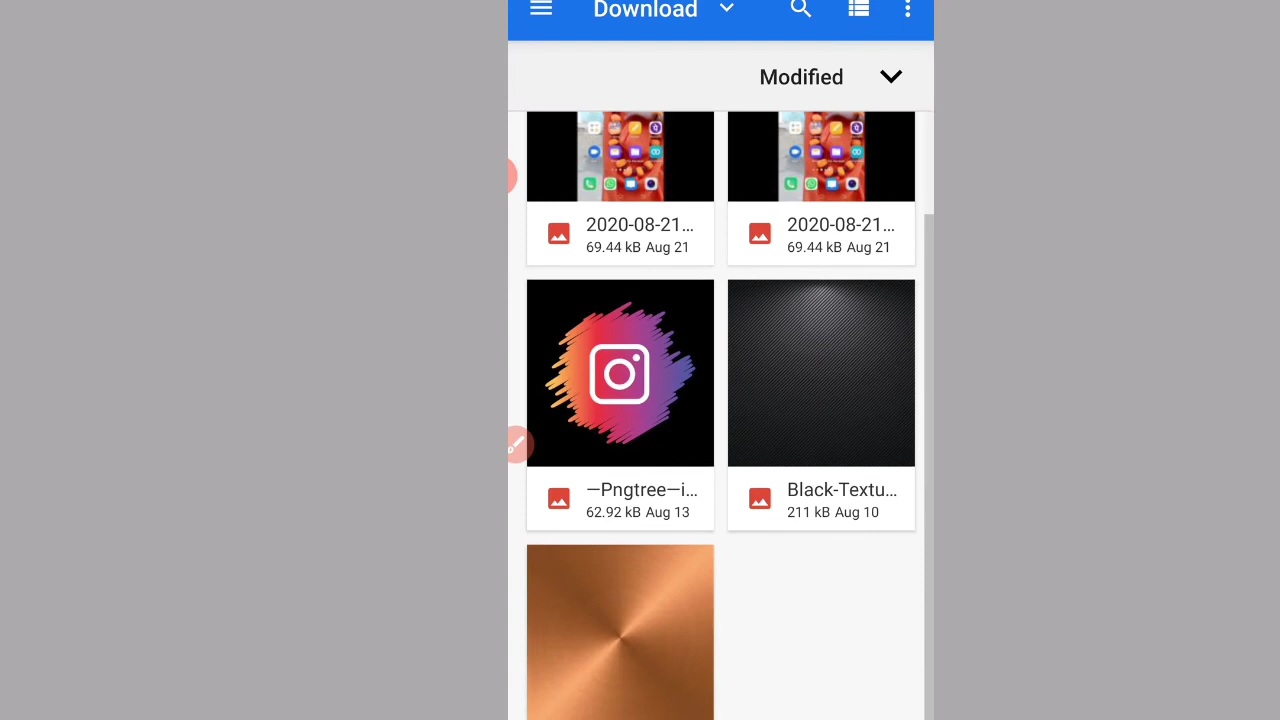 Download
Modified
2020-08-21...
69.44 kB Aug 21
2020-08-21...
69.44 kB Aug 21
—Pngtree—i...
62.92 kB Aug 13
Black-Textu...
211 kB Aug 10